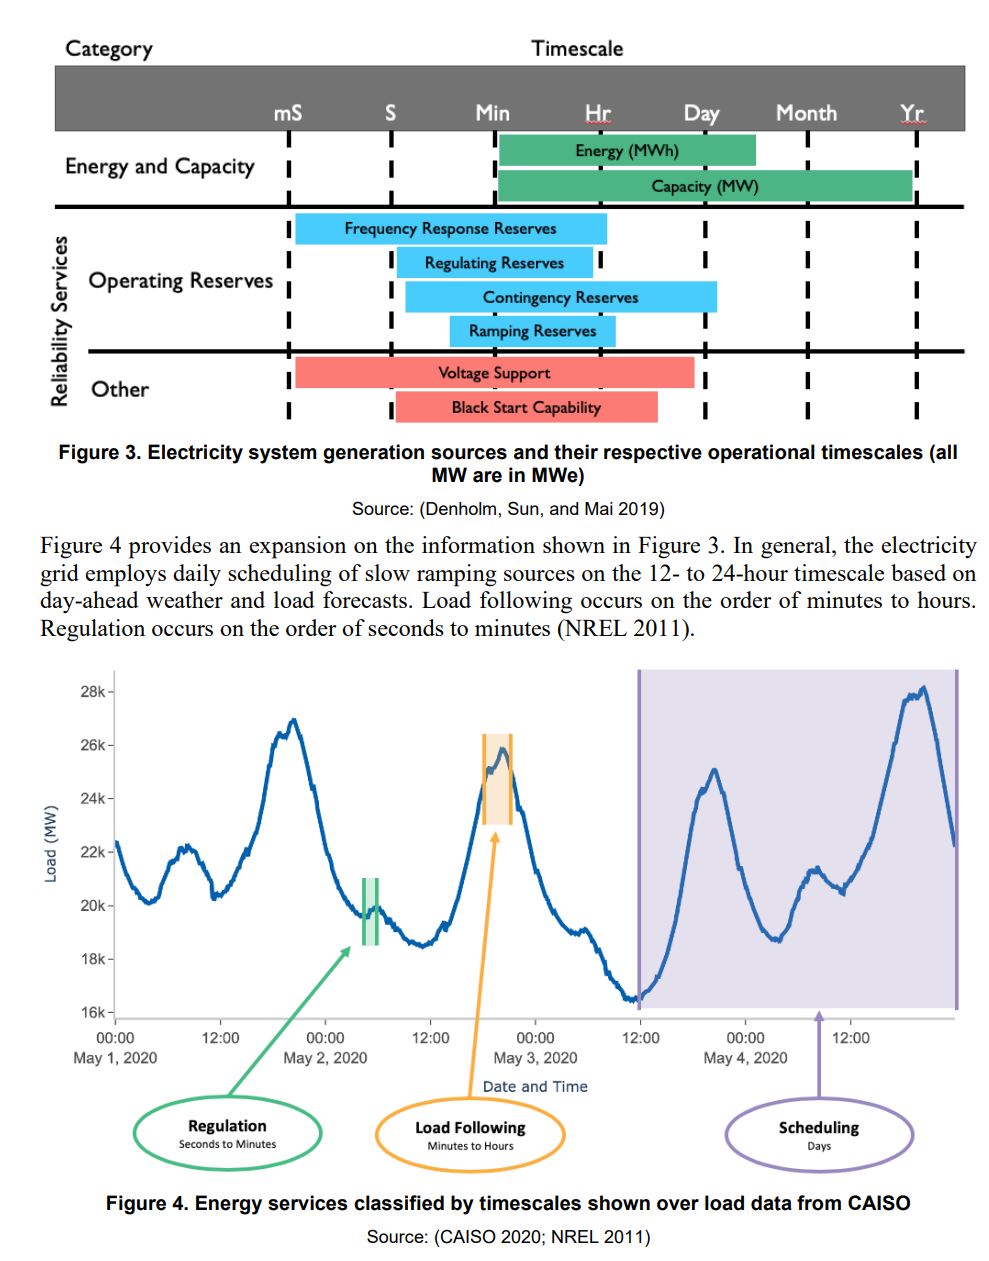 Category Timescale
mS S Min Hr Day Month Yr
Energy and Capacity
Energy (MWh)
Capacity (MW)
Reliability Services
Operating Reserves
Frequency Response Reserves
Regulating Reserves
Contingency Reserves
Ramping Reserves
Other
Voltage Support
Black Start Capability
Figure 3. Electricity system generation sources and their respective operational timescales (all
MW are in MWe)
Source: (Denholm, Sun, and Mai 2019)
Figure 4 provides an expansion on the information shown in Figure 3. In general, the electricity
grid employs daily scheduling of slow ramping sources on the 12- to 24-hour timescale based on
day-ahead weather and load forecasts. Load following occurs on the order of minutes to hours.
Regulation occurs on the order of seconds to minutes (NREL 2011).
28k
26k
24k
22k
20k
18k
16k
Load (MW)
00:00 12:00 00:00 12:00 00:00 12:00 00:00 12:00
May 1, 2020 May 2, 2020 May 3, 2020 May 4, 2020
Date and Time
Regulation
Seconds to Minutes
Load Following
Minutes to Hours
Scheduling
Days
Figure 4. Energy services classified by timescales shown over load data from CAISO
Source: (CAISO 2020; NREL 2011)